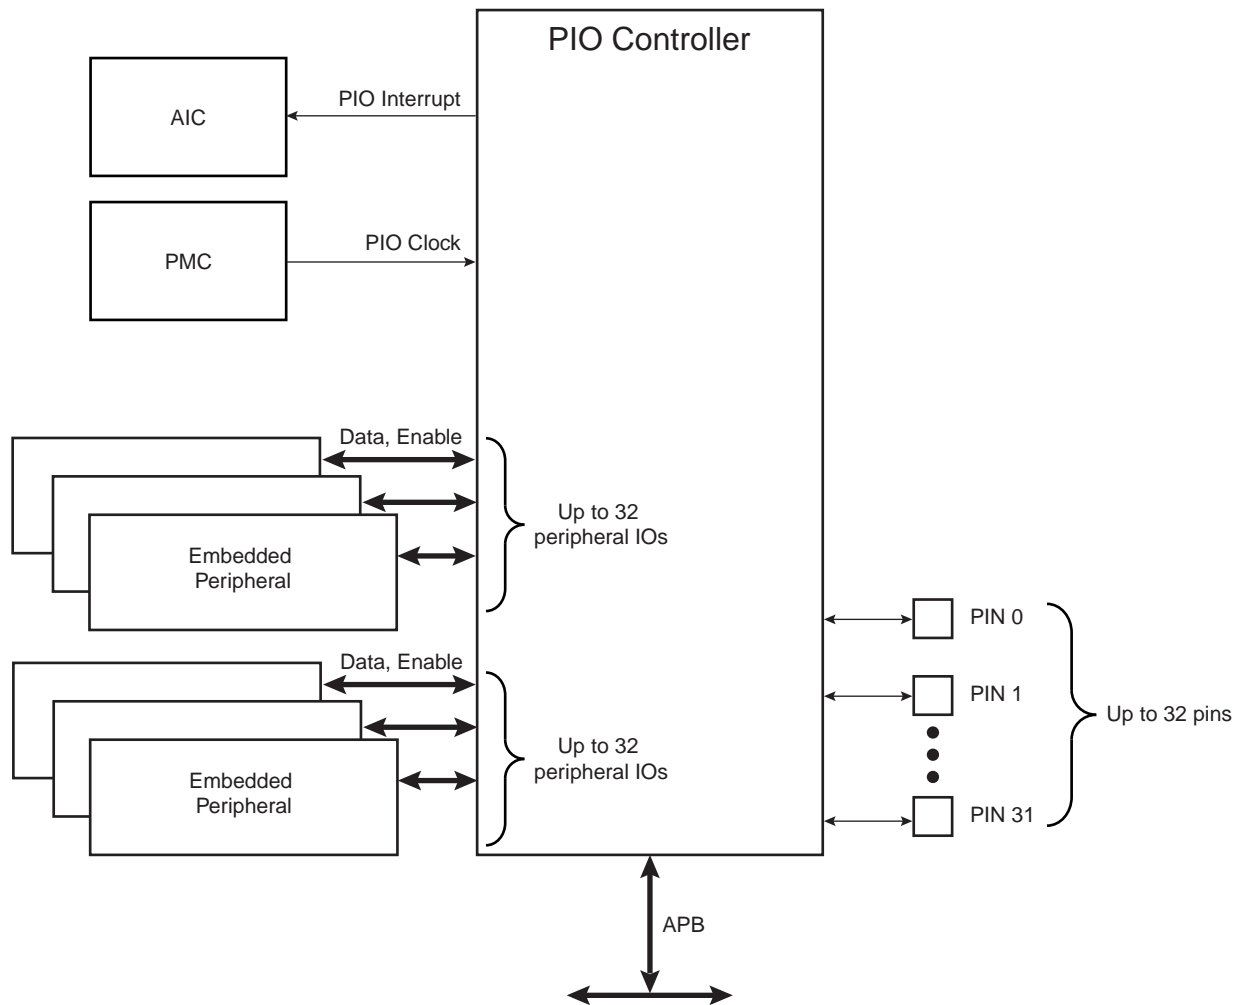 PIO Controller
PIO Interrupt
AIC
PIO Clock
PMC
Data, Enable
Up to 32
peripheral IOs
Embedded
Peripheral
PIN 0
Data, Enable
PIN 1
Up to 32 pins
Up to 32
peripheral IOs
Embedded
Peripheral
PIN 31
APB